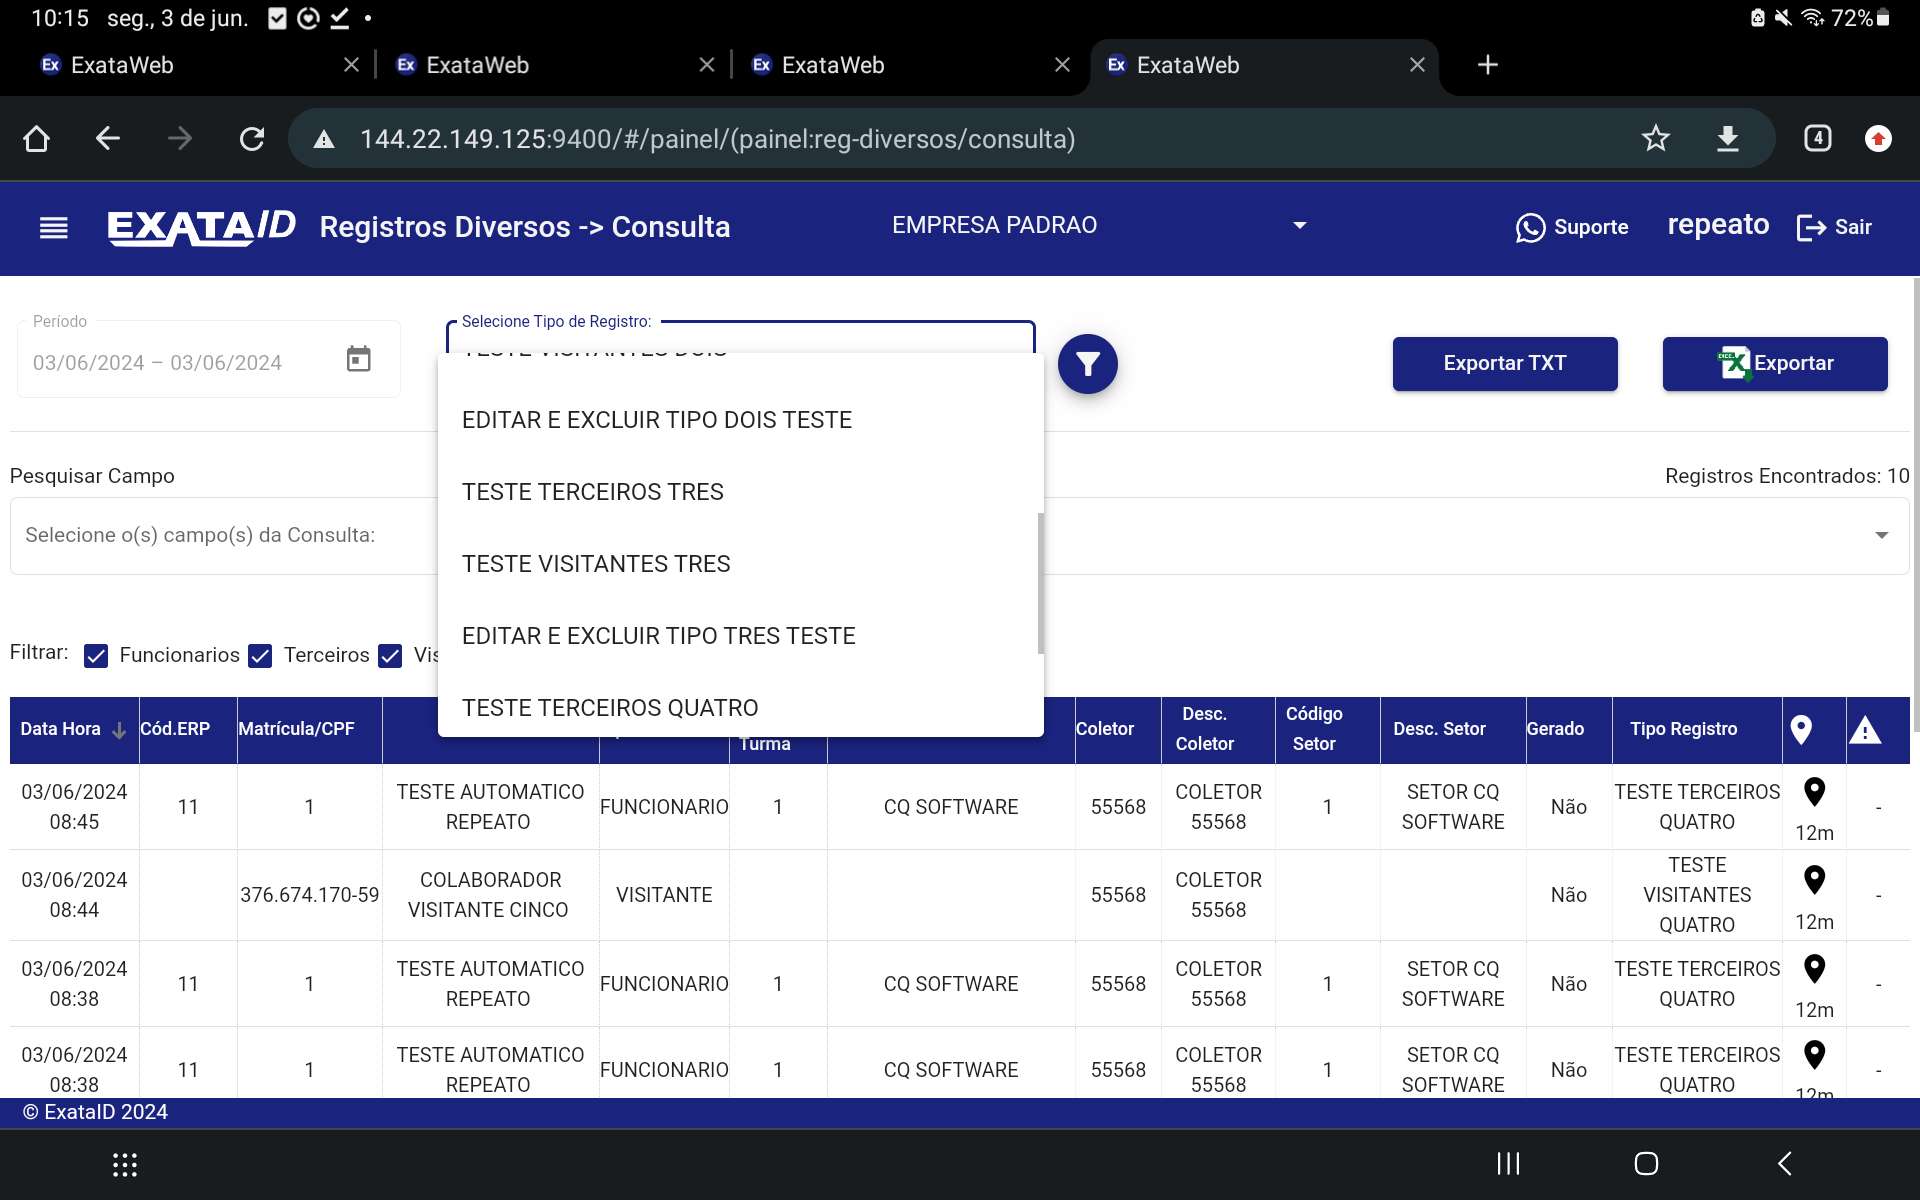 10:15 seg., 3 de jun. 72%
ExataWeb ExataWeb ExataWeb ExataWeb
144.22.149.125:9400/#/painel/(painel:reg-diversos/consulta) 4
EXATA/ID Registros Diversos -> Consulta EMPRESA PADRAO Suporte repeato Sair
Período
03/06/2024 – 03/06/2024
Selecione Tipo de Registro:
TESTE VISITANTES DOIS
EDITAR E EXCLUIR TIPO DOIS TESTE
TESTE TERCEIROS TRES
TESTE VISITANTES TRES
EDITAR E EXCLUIR TIPO TRES TESTE
TESTE TERCEIROS QUATRO
Exportar TXT Exportar
Pesquisar Campo Registros Encontrados: 10
Selecione o(s) campo(s) da Consulta:
Filtrar: Funcionarios Terceiros
Data Hora Cód.ERP Matrícula/CPF Turma Coletor Desc. Coletor Código Setor Desc. Setor Gerado Tipo Registro
03/06/2024 08:45 11 1 TESTE AUTOMATICO REPEATO FUNCIONARIO 1 CQ SOFTWARE 55568 COLETOR 55568 1 SETOR CQ SOFTWARE Não TESTE TERCEIROS QUATRO 12m -
03/06/2024 08:44 376.674.170-59 COLABORADOR VISITANTE CINCO VISITANTE 55568 COLETOR 55568 Não TESTE VISITANTES QUATRO 12m -
03/06/2024 08:38 11 1 TESTE AUTOMATICO REPEATO FUNCIONARIO 1 CQ SOFTWARE 55568 COLETOR 55568 1 SETOR CQ SOFTWARE Não TESTE TERCEIROS QUATRO 12m -
03/06/2024 08:38 11 1 TESTE AUTOMATICO REPEATO FUNCIONARIO 1 CQ SOFTWARE 55568 COLETOR 55568 1 SETOR CQ SOFTWARE Não TESTE TERCEIROS QUATRO 12m -
© ExataID 2024